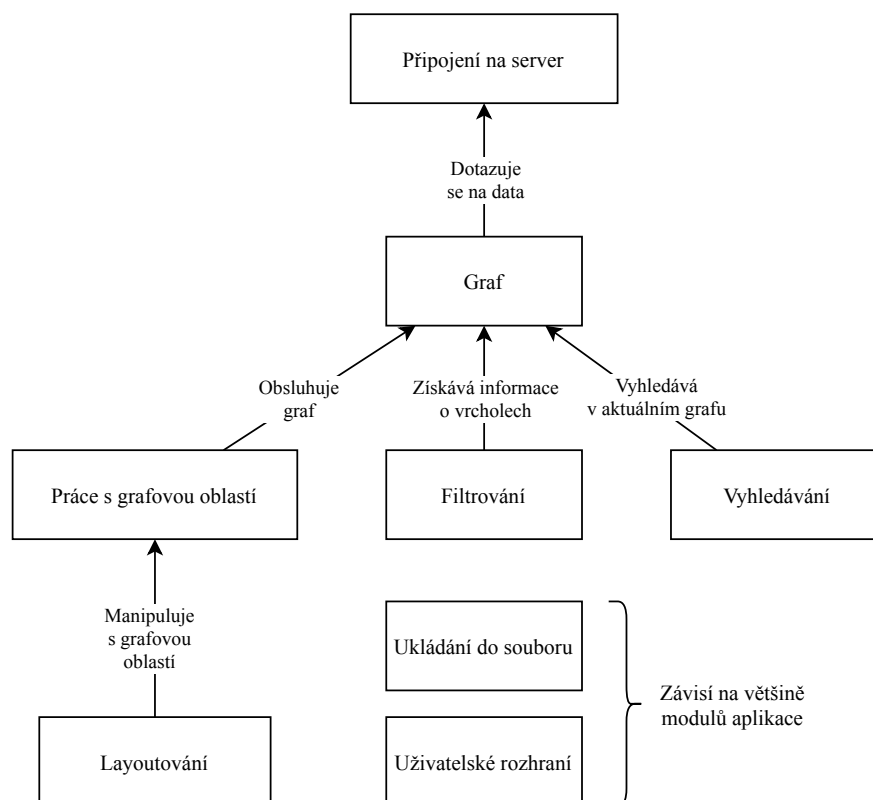 Připojení na server
Dotazuje
se na data
Graf
Obsluhuje
graf
Získává informace
o vrcholech
Vyhledává
v aktuálním grafu
Práce s grafovou oblastí
Filtrování
Vyhledávání
Manipuluje
s grafovou
oblastí
Ukládání do souboru
Závisí na většině
modulů aplikace
Layoutování
Uživatelské rozhraní